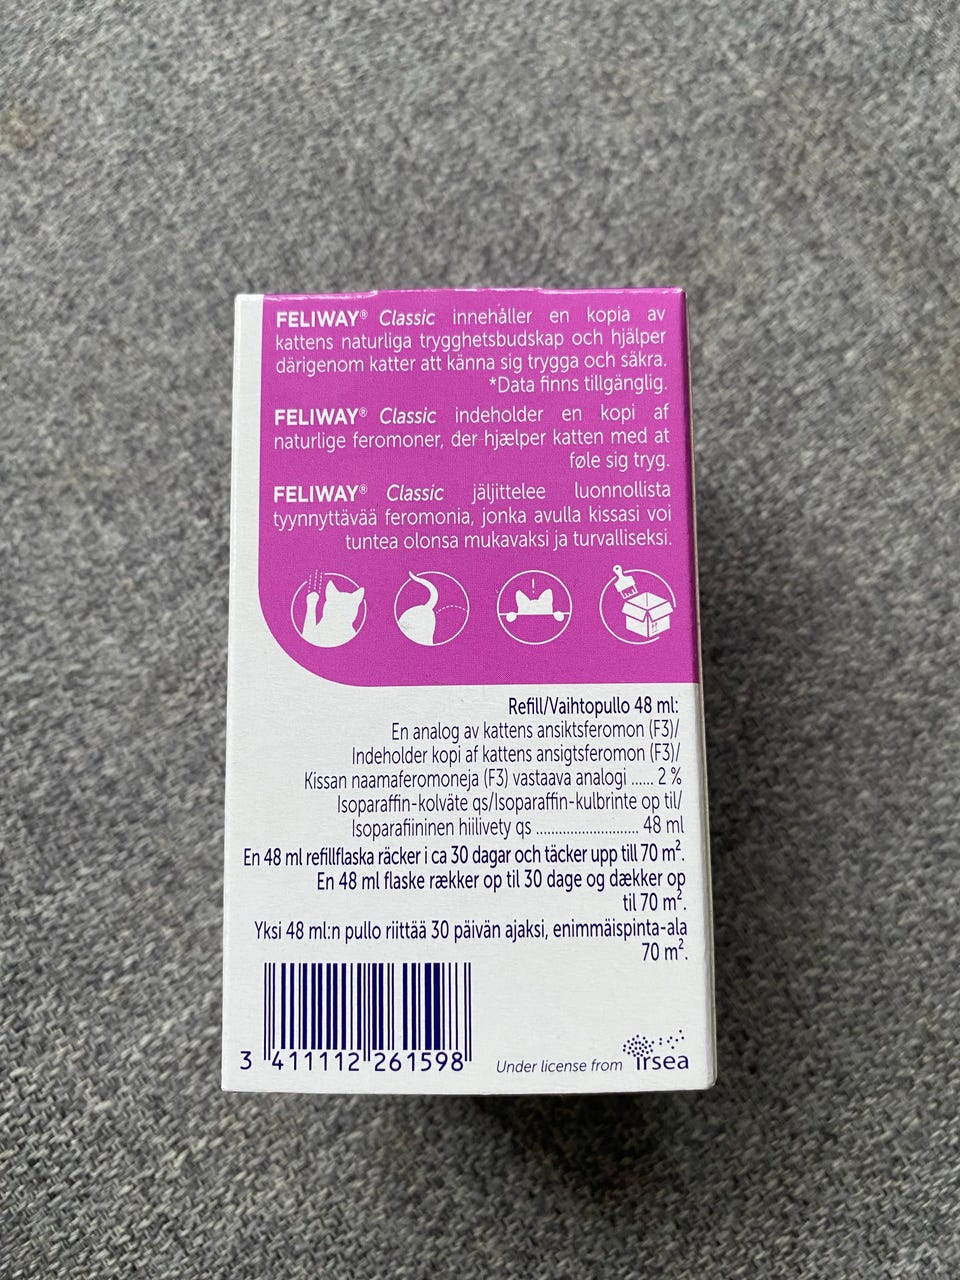 FELIWAY® Classic innehåller en kopia av
kattens naturliga trygghetsbudskap och hjälper
därigenom katter att känna sig trygga och säkra.
*Data finns tillgänglig.
FELIWAY® Classic indeholder en kopi af
naturlige feromoner, der hjælper katten med at
føle sig tryg.
FELIWAY® Classic jäljittelee luonnollista
tyynnyttävää feromonia, jonka avulla kissasi voi
tuntea olonsa mukavaksi ja turvalliseksi.
Refill/Vaihtopullo 48 ml:
En analog av kattens ansiktsferomon (F3)/
Indeholder kopi af kattens ansigtsferomon (F3)/
Kissan naamaferomoneja (F3) vastaava analogi ...... 2 %
Isoparaffin-kolväte qs/Isoparaffin-kulbrinte op til/
Isoparafiininen hiilivety qs ........................... 48 ml
En 48 ml refillflaska räcker i ca 30 dagar och täcker upp till 70 m².
En 48 ml flaske rækker op til 30 dage og dækker op
til 70 m².
Yksi 48 ml:n pullo riittää 30 päivän ajaksi, enimmäispinta-ala
70 m².
3 411112 261598
Under license from irsea